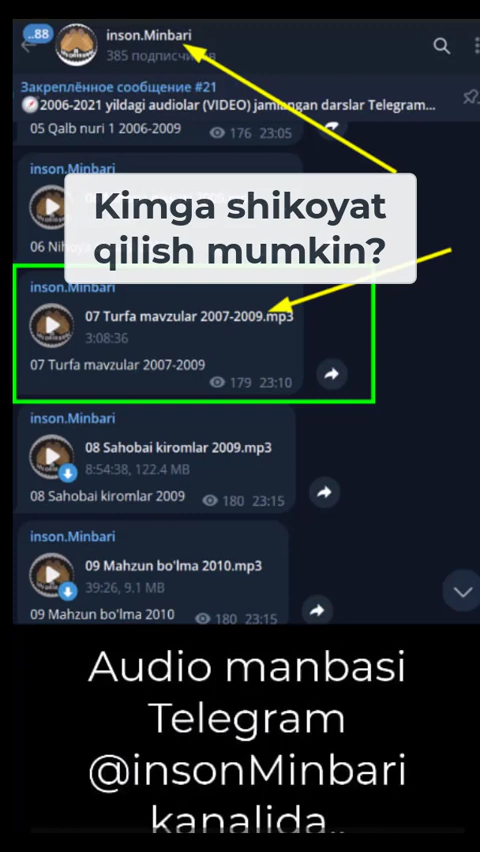 ..88
inson.Minbari
385 подписчиков
Закреплённое сообщение #21
🧭2006-2021 yildagi audiolar (VIDEO) jamlangan darslar Telegram...
05 Qalb nuri 1 2006-2009
176 23:05
inson.Minbari
Kimga shikoyat
qilish mumkin?
06
inson.Minbari
07 Turfa mavzular 2007-2009.mp3
3:08:36
07 Turfa mavzular 2007-2009
179 23:10
inson.Minbari
08 Sahobai kiromlar 2009.mp3
8:54:38, 122.4 MB
08 Sahobai kiromlar 2009
180 23:15
inson.Minbari
09 Mahzun bo'lma 2010.mp3
39:26, 9.1 MB
09 Mahzun bo'lma 2010
180 23:15
Audio manbasi
Telegram
@insonMinbari
kanalida..